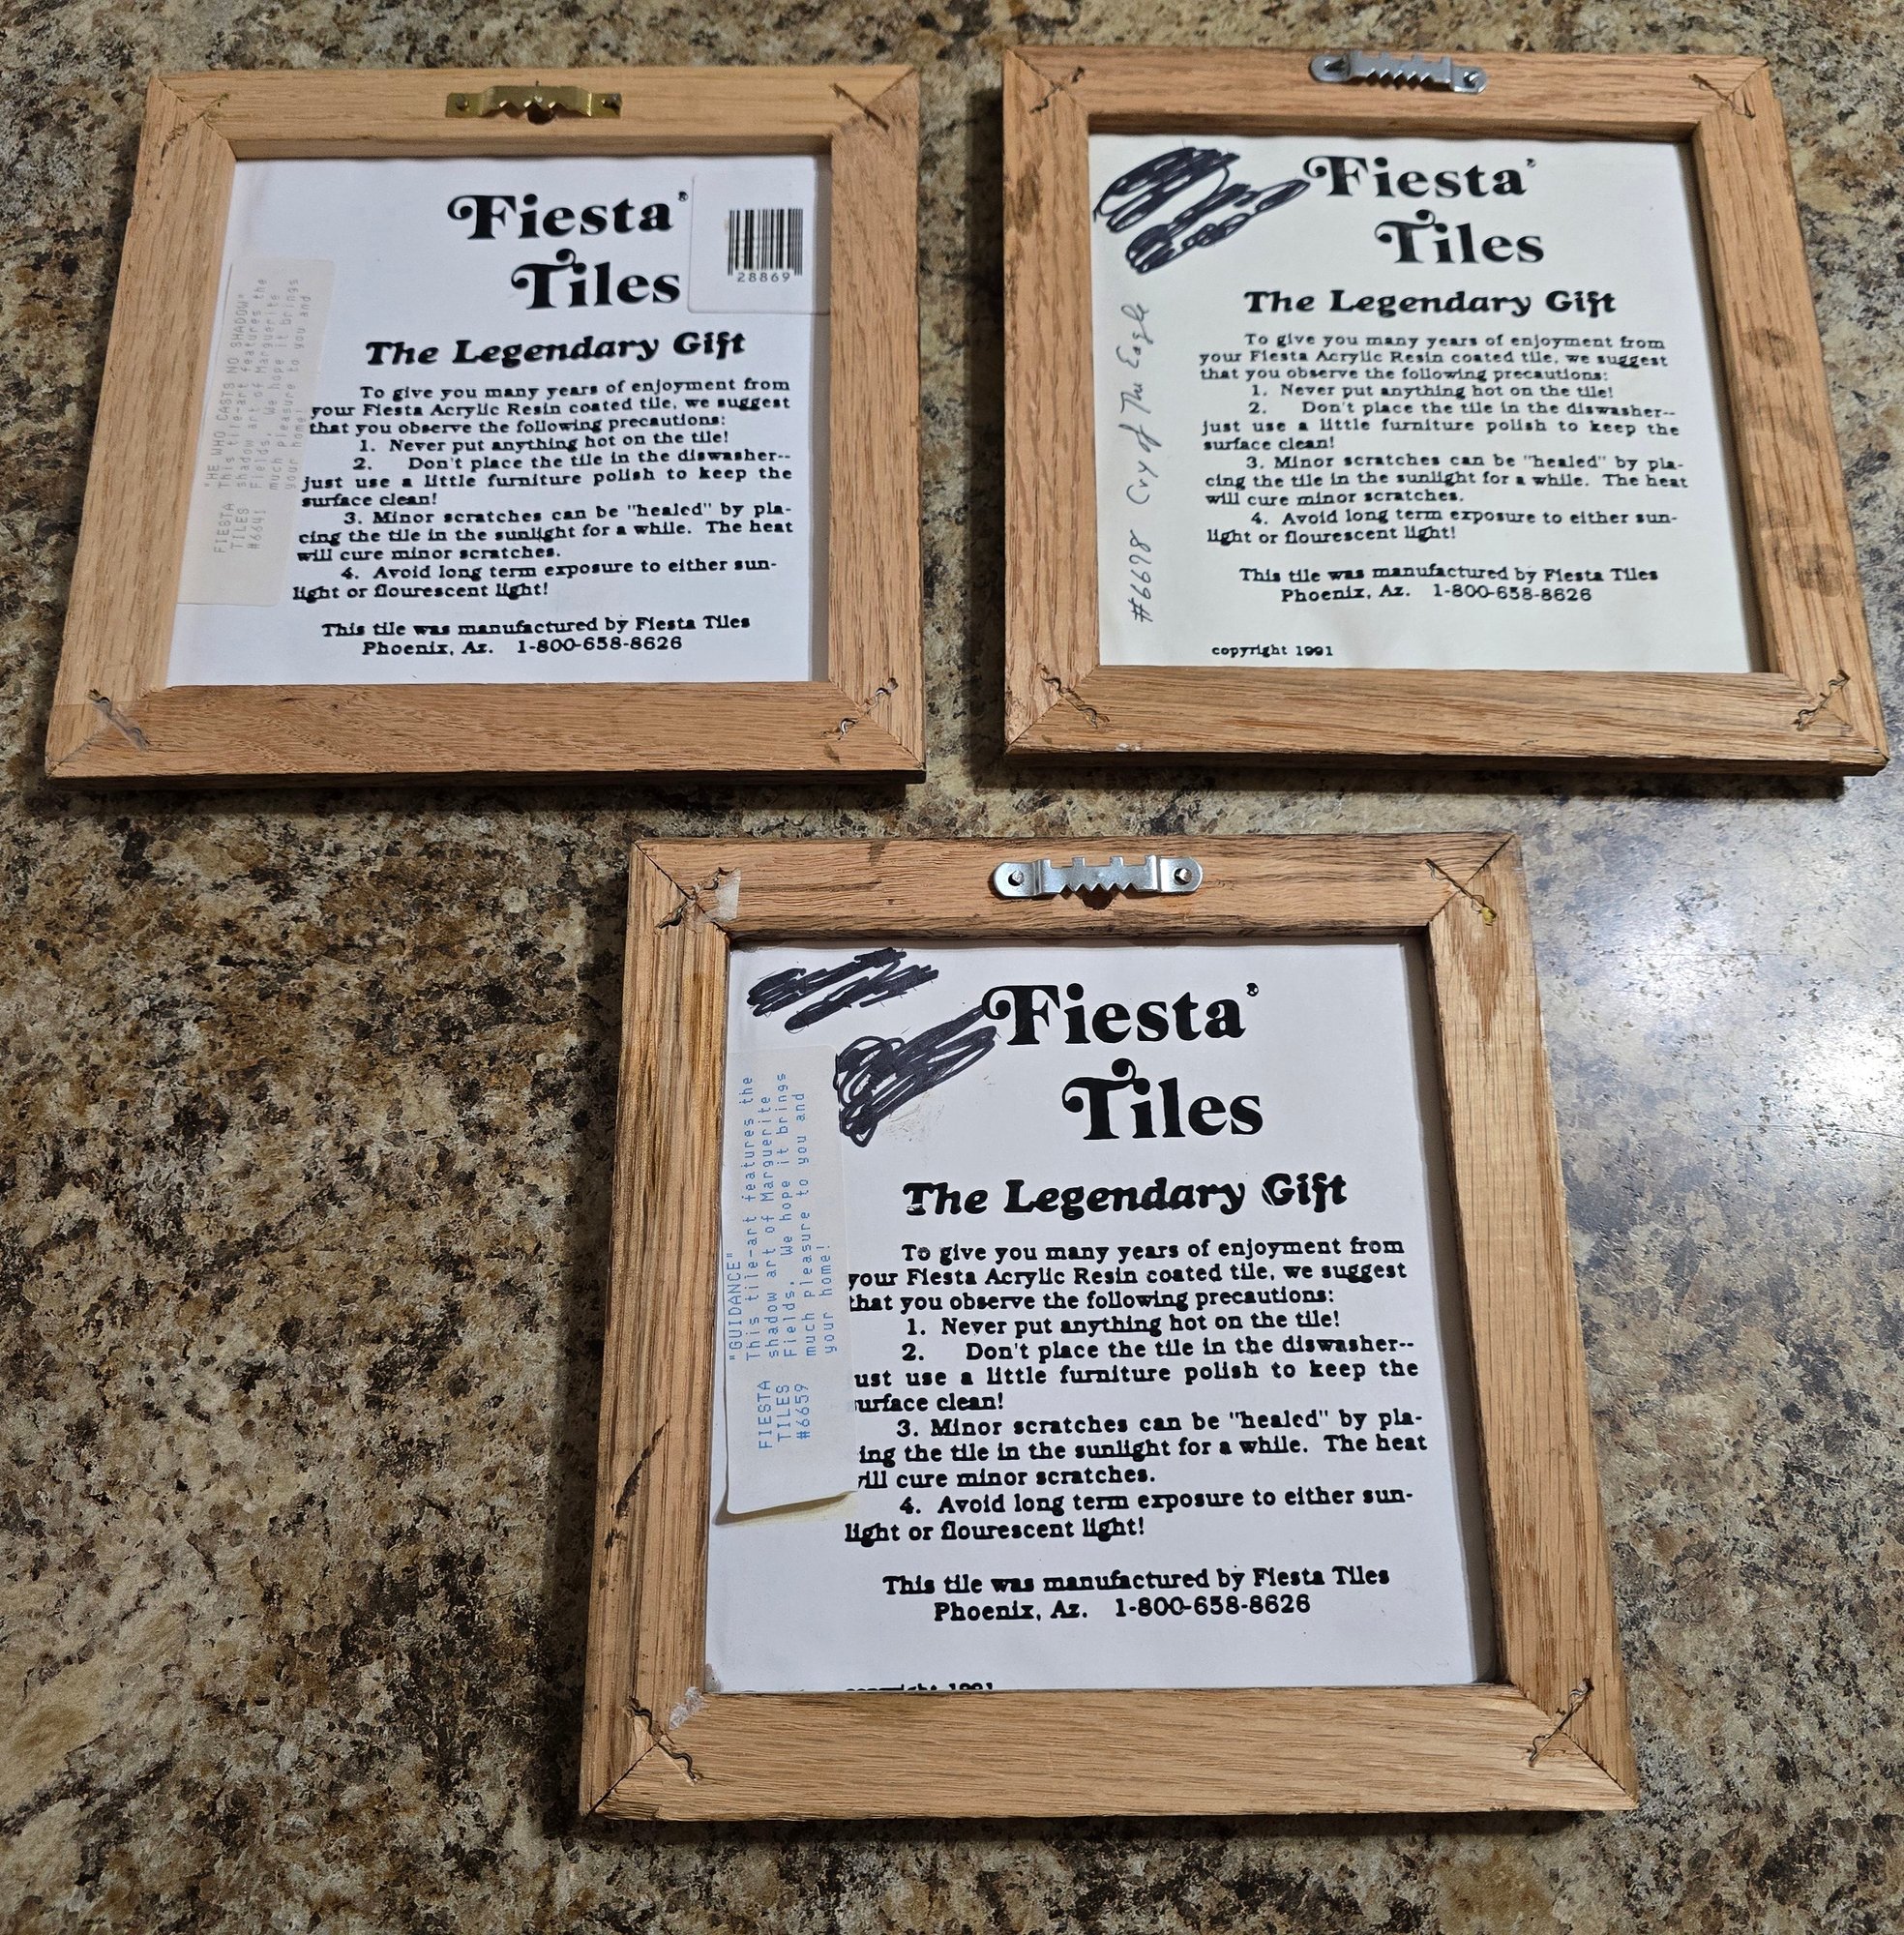 Fiesta®
Tiles
28869
The Legendary Gift
To give you many years of enjoyment from
your Fiesta Acrylic Resin coated tile, we suggest
that you observe the following precautions:
1. Never put anything hot on the tile!
2. Don't place the tile in the diswasher--
just use a little furniture polish to keep the
surface clean!
3. Minor scratches can be "healed" by pla-
cing the tile in the sunlight for a while. The heat
will cure minor scratches.
4. Avoid long term exposure to either sun-
light or flourescent light!
This tile was manufactured by Fiesta Tiles
Phoenix, Az. 1-800-658-8626
"HE WHO CASTS NO SHADOW"
FIESTA This tile-art features the
TILES shadow art of Marguerite
#6641 Fields. We hope it brings
much pleasure to you and
your home!
Fiesta®
Tiles
The Legendary Gift
To give you many years of enjoyment from
your Fiesta Acrylic Resin coated tile, we suggest
that you observe the following precautions:
1. Never put anything hot on the tile!
2. Don't place the tile in the diswasher--
just use a little furniture polish to keep the
surface clean!
3. Minor scratches can be "healed" by pla-
cing the tile in the sunlight for a while. The heat
will cure minor scratches.
4. Avoid long term exposure to either sun-
light or flourescent light!
This tile was manufactured by Fiesta Tiles
Phoenix, Az. 1-800-658-8626
copyright 1991
#6698 Cry of The Eagle
Fiesta®
Tiles
The Legendary Gift
To give you many years of enjoyment from
your Fiesta Acrylic Resin coated tile, we suggest
that you observe the following precautions:
1. Never put anything hot on the tile!
2. Don't place the tile in the diswasher--
ust use a little furniture polish to keep the
urface clean!
3. Minor scratches can be "healed" by pla-
ing the tile in the sunlight for a while. The heat
will cure minor scratches.
4. Avoid long term exposure to either sun-
light or flourescent light!
This tile was manufactured by Fiesta Tiles
Phoenix, Az. 1-800-658-8626
copyright 1991
"GUIDANCE"
FIESTA This tile-art features the
TILES shadow art of Marguerite
#6659 Fields. We hope it brings
much pleasure to you and
your home!